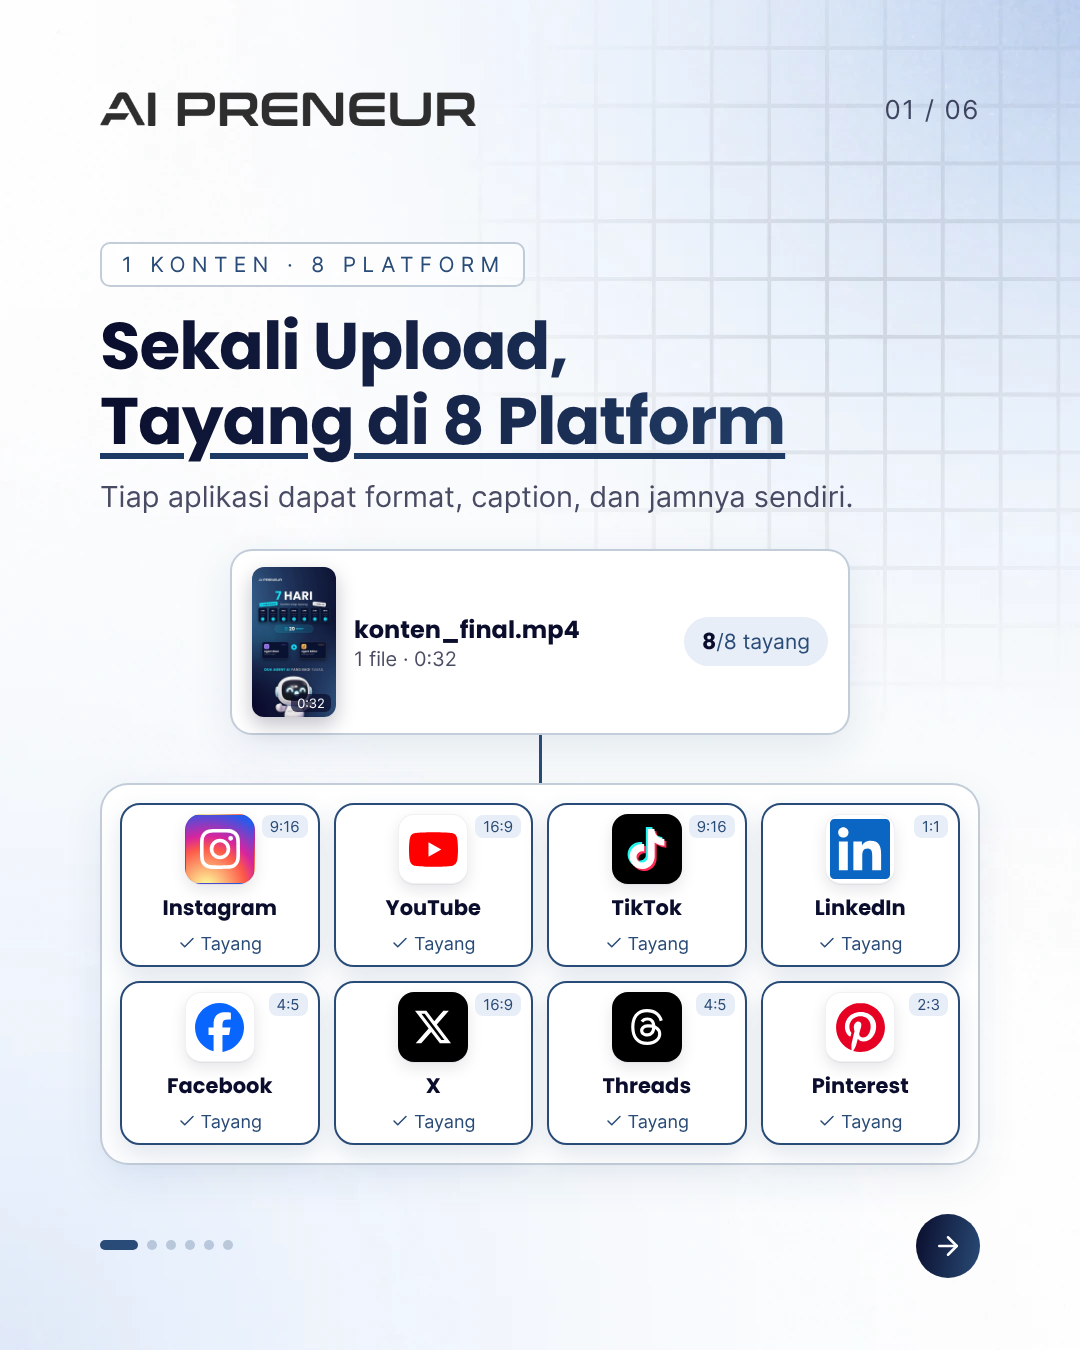 AI PRENEUR
01 / 06
1 KONTEN · 8 PLATFORM
Sekali Upload,
Tayang di 8 Platform
Tiap aplikasi dapat format, caption, dan jamnya sendiri.
7 HARI
0:32
konten_final.mp4
1 file · 0:32
8/8 tayang
9:16
Instagram
✓ Tayang
16:9
YouTube
✓ Tayang
9:16
TikTok
✓ Tayang
1:1
in
LinkedIn
✓ Tayang
4:5
Facebook
✓ Tayang
16:9
X
✓ Tayang
4:5
Threads
✓ Tayang
2:3
Pinterest
✓ Tayang